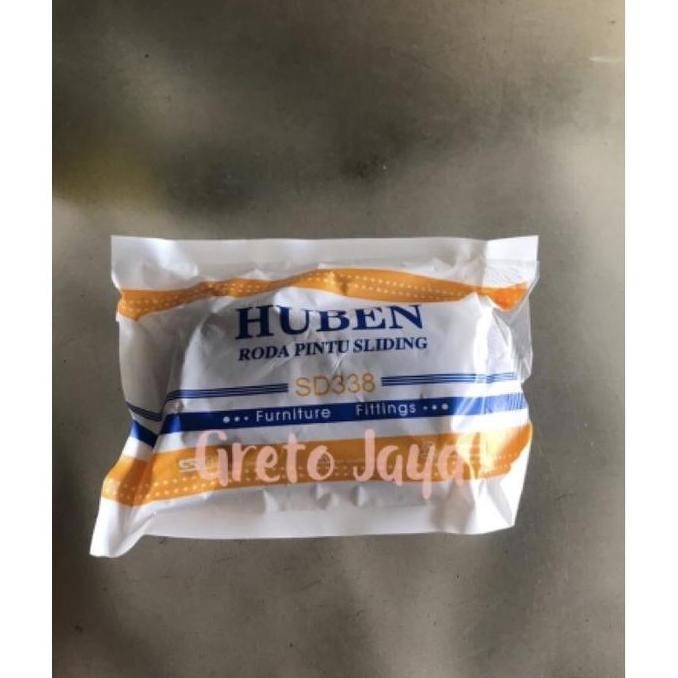 HUBEN
RODA PINTU SLIDING
SD338
Furniture Fittings
Greto Jaya